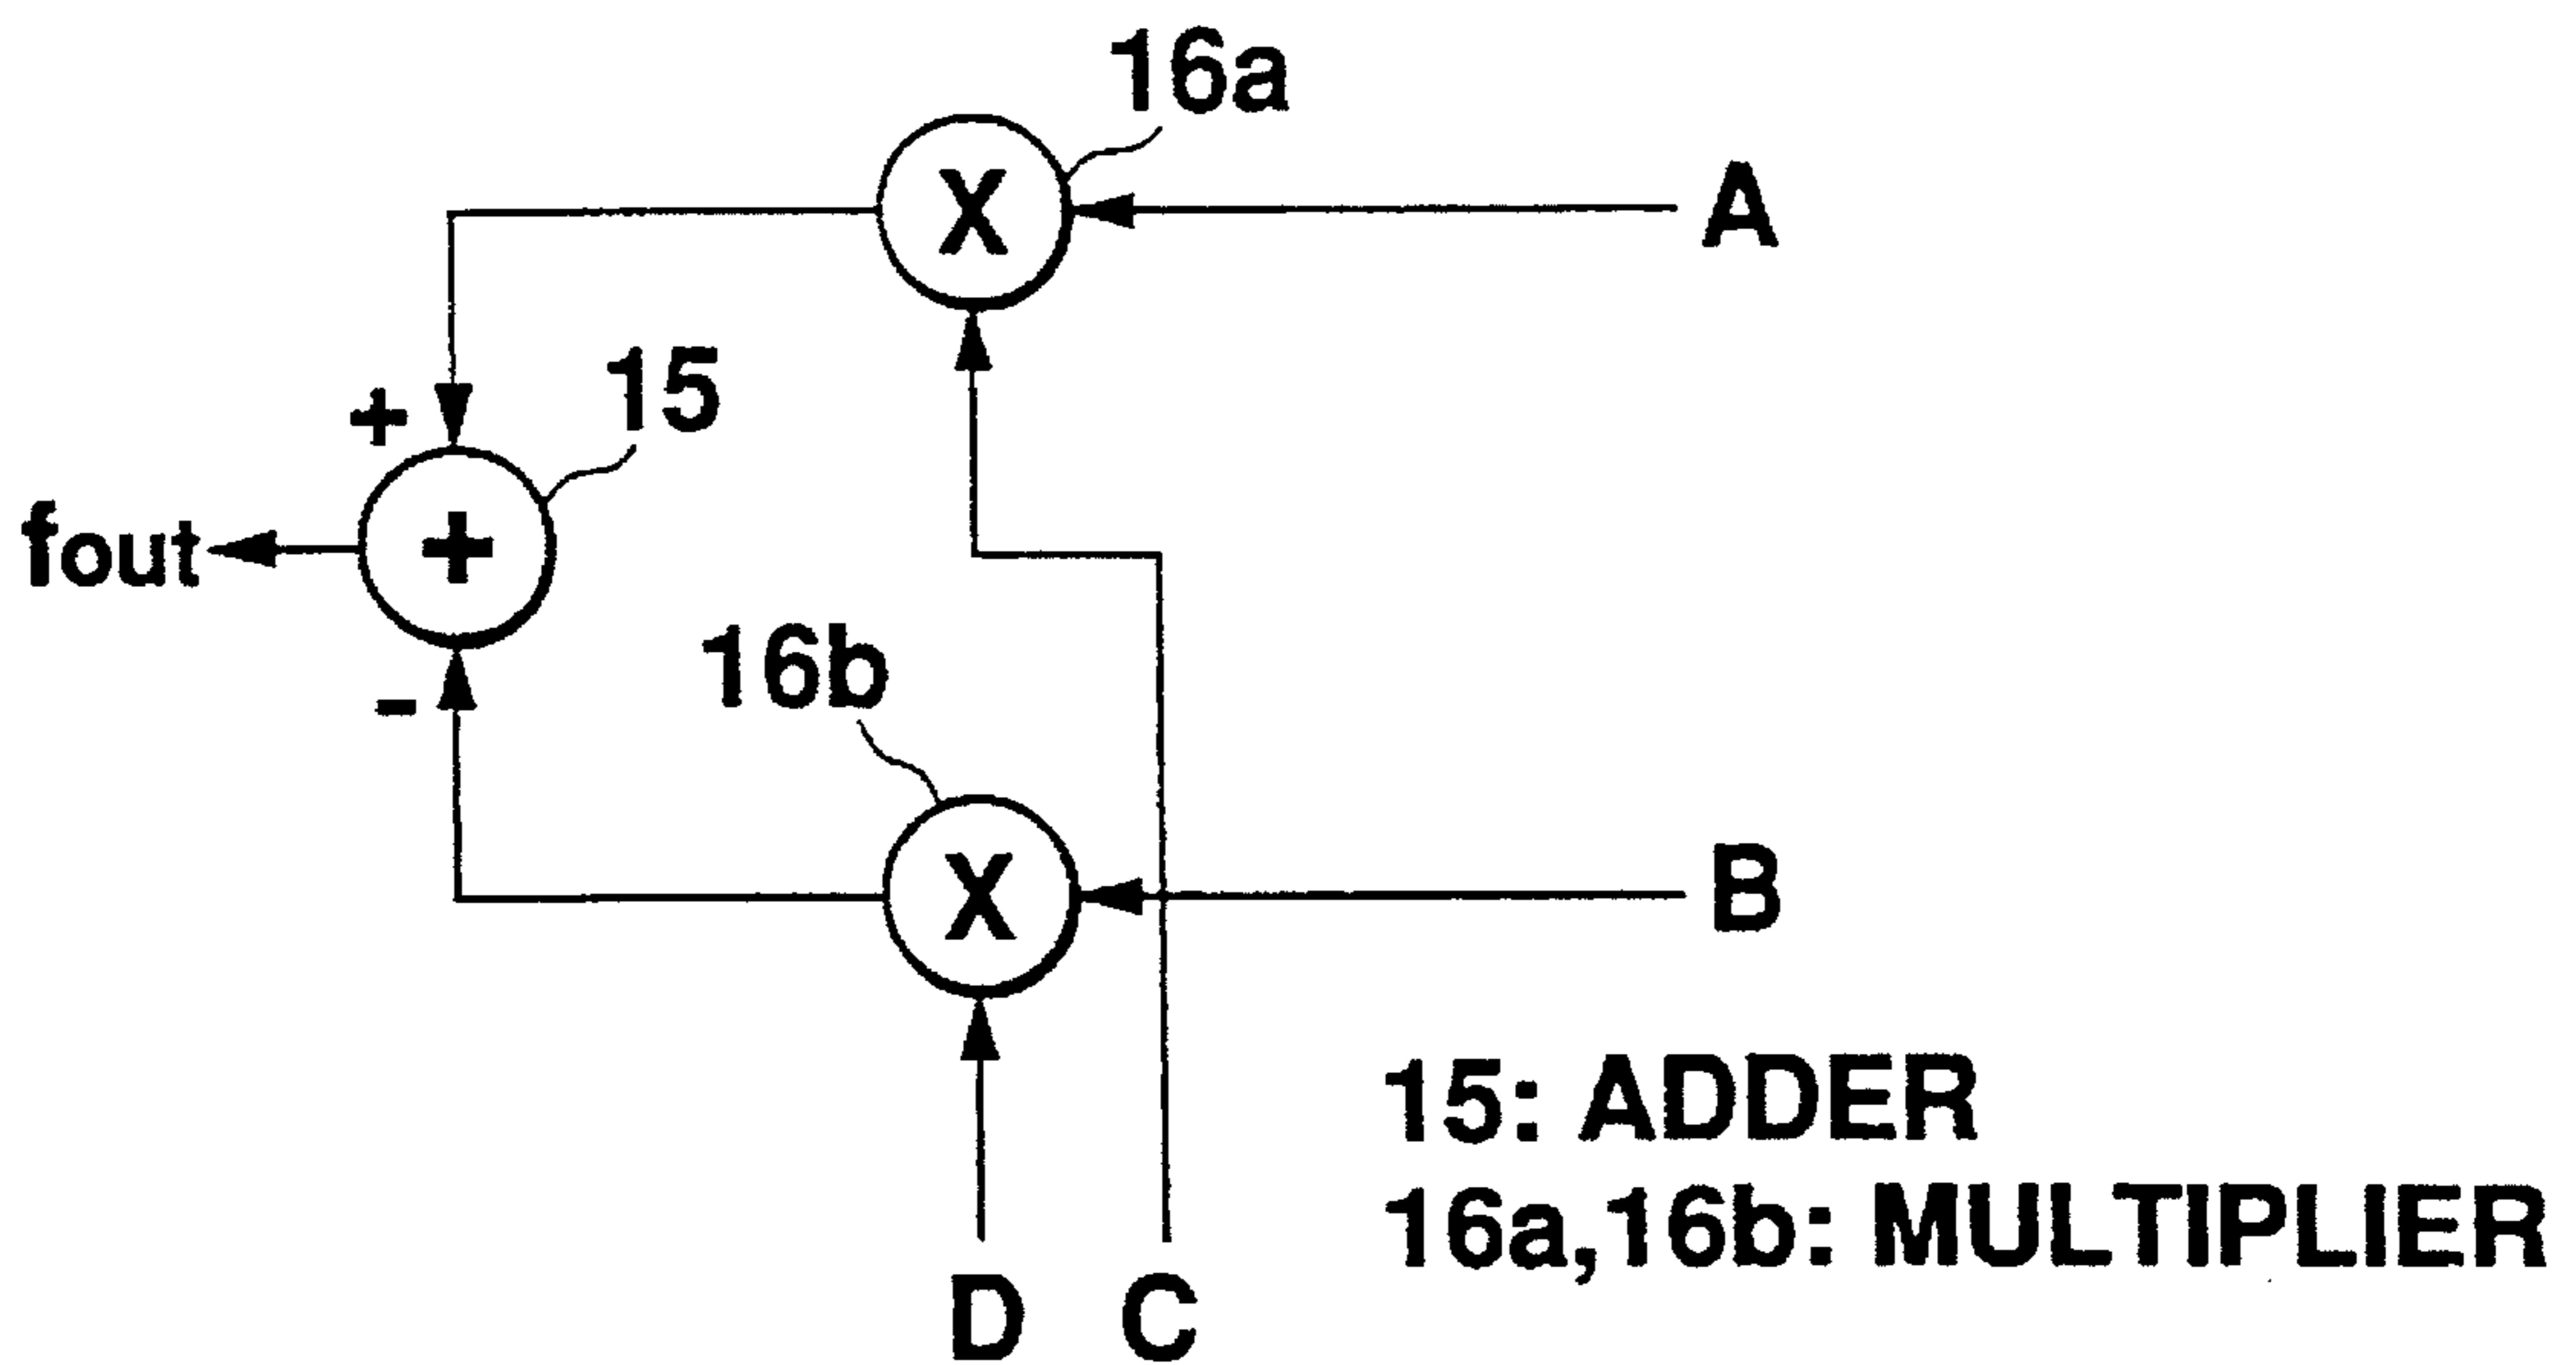 16a
X
A
15
+
fout
+
16b
-
X
B
15: ADDER
16a,16b: MULTIPLIER
D
C